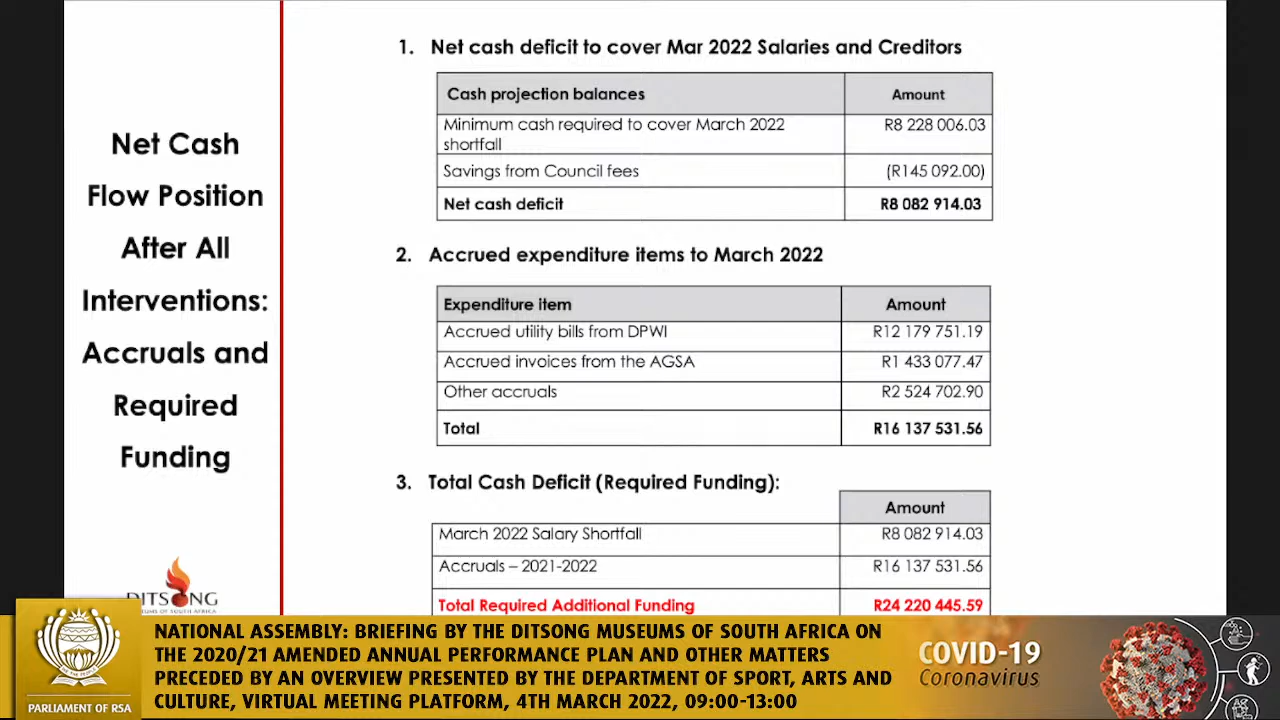 Net Cash
Flow Position
After All
Interventions:
Accruals and
Required
Funding
1. Net cash deficit to cover Mar 2022 Salaries and Creditors
Cash projection balances Amount
Minimum cash required to cover March 2022
shortfall R8 228 006.03
Savings from Council fees (R145 092.00)
Net cash deficit R8 082 914.03
2. Accrued expenditure items to March 2022
Expenditure item Amount
Accrued utility bills from DPWI R12 179 751.19
Accrued invoices from the AGSA R1 433 077.47
Other accruals R2 524 702.90
Total R16 137 531.56
3. Total Cash Deficit (Required Funding):
Amount
March 2022 Salary Shortfall R8 082 914.03
Accruals – 2021-2022 R16 137 531.56
Total Required Additional Funding R24 220 445.59
DITSONG
MUSEUMS OF SOUTH AFRICA
PARLIAMENT OF RSA
NATIONAL ASSEMBLY: BRIEFING BY THE DITSONG MUSEUMS OF SOUTH AFRICA ON
THE 2020/21 AMENDED ANNUAL PERFORMANCE PLAN AND OTHER MATTERS
PRECEDED BY AN OVERVIEW PRESENTED BY THE DEPARTMENT OF SPORT, ARTS AND
CULTURE, VIRTUAL MEETING PLATFORM, 4TH MARCH 2022, 09:00-13:00
COVID-19
Coronavirus